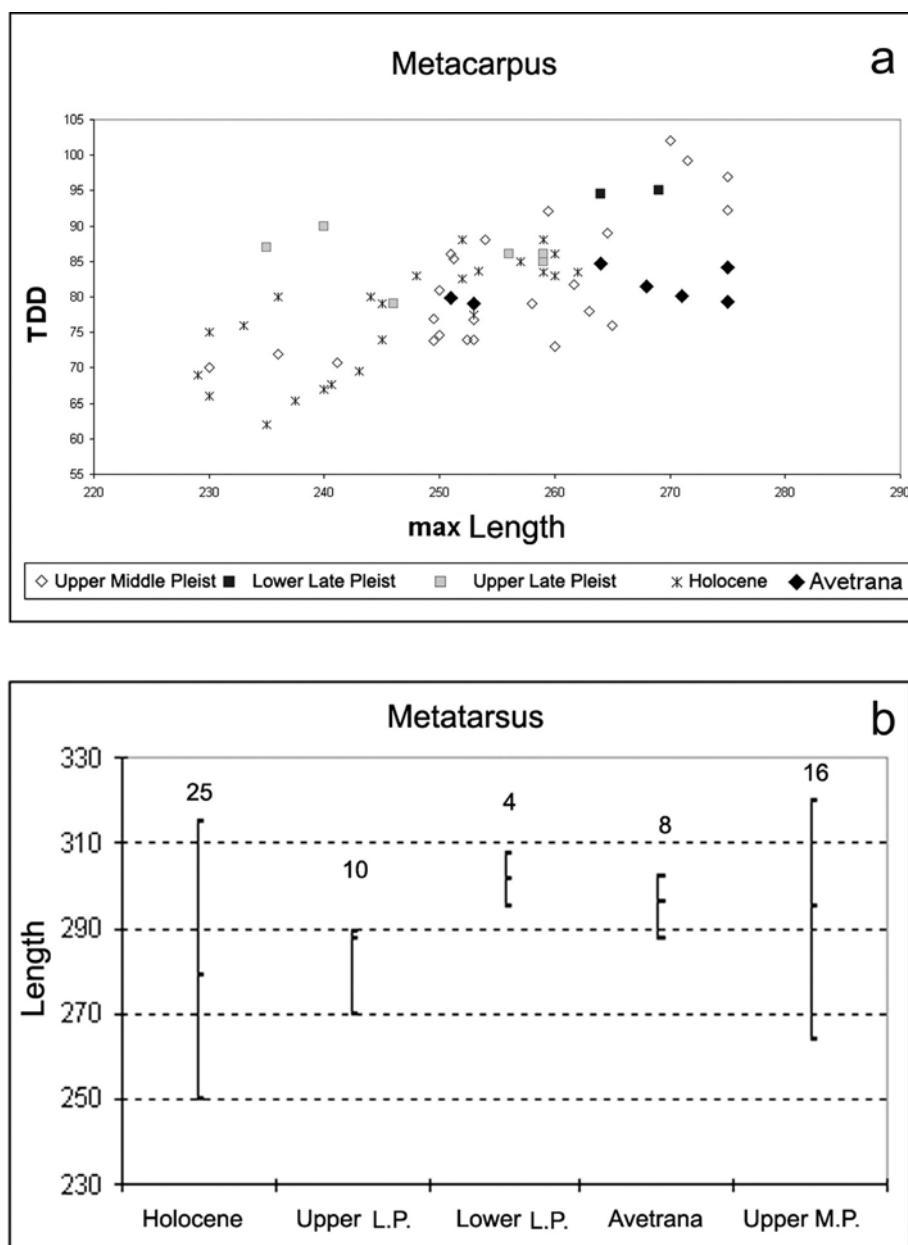 Metacarpus
a
105
100
95
90
85
80
75
70
65
60
55
TDD
220 230 240 250 260 270 280 290
max Length
Upper Middle Pleist Lower Late Pleist Upper Late Pleist Holocene Avetrana
Metatarsus
b
330
310
290
270
250
230
Length
25 10 4 8 16
Holocene Upper L.P. Lower L.P. Avetrana Upper M.P.